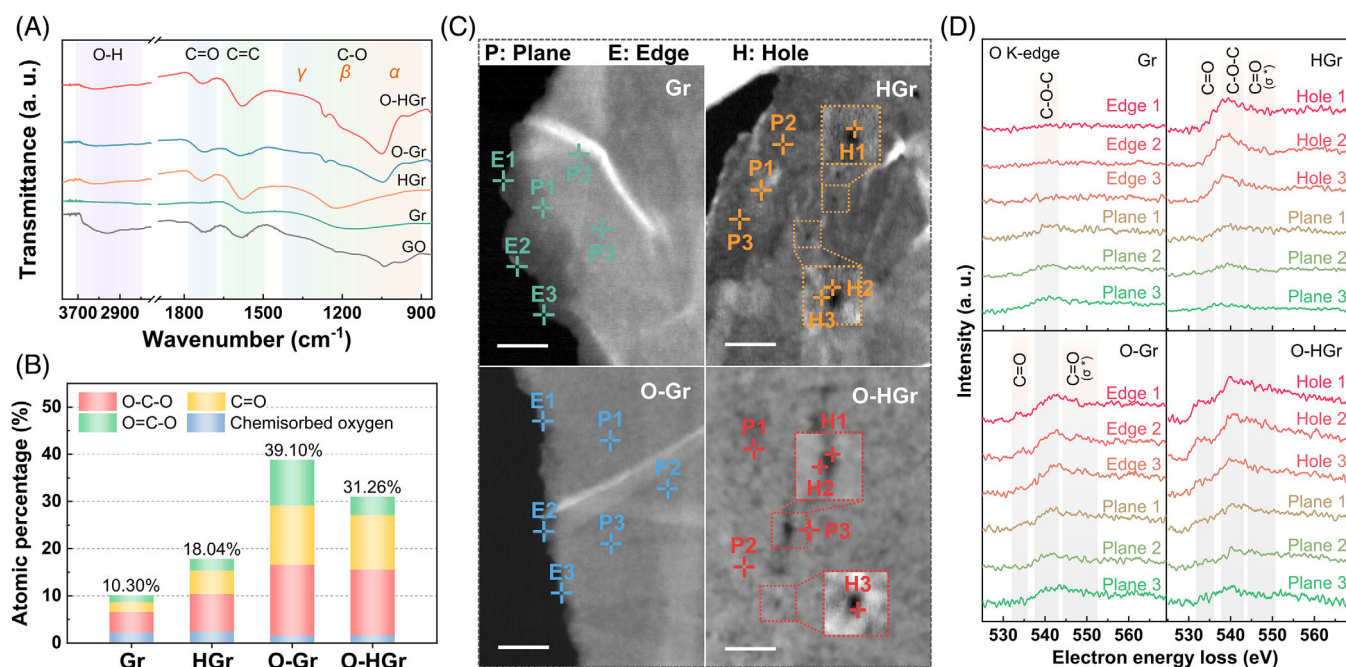 (A)
O-H
C=O
C=C
C-O
γ
β
α
O-HGr
O-Gr
HGr
Gr
GO
Transmittance (a. u.)
3700 2900 1800 1500 1200 900
Wavenumber (cm⁻¹)
(B)
O-C-O
C=O
O=C-O
Chemisorbed oxygen
50
40
30
20
10
0
10.30%
18.04%
39.10%
31.26%
Atomic percentage (%)
Gr HGr O-Gr O-HGr
(C)
P: Plane E: Edge H: Hole
Gr
E1
P2
P1
P3
E2
E3
HGr
P2
H1
P1
P3
H2
H3
O-Gr
E1
P1
P2
E2
P3
E3
O-HGr
P1
H1
H2
P3
P2
H3
(D)
O K-edge
Gr
C-O-C
Edge 1
Edge 2
Edge 3
Plane 1
Plane 2
Plane 3
HGr
C=O
C-O-C
C=O
(σ*)
Hole 1
Hole 2
Hole 3
Plane 1
Plane 2
Plane 3
O-Gr
C=O
C=O
(σ*)
Edge 1
Edge 2
Edge 3
Plane 1
Plane 2
Plane 3
O-HGr
Hole 1
Hole 2
Hole 3
Plane 1
Plane 2
Plane 3
Intensity (a. u.)
540 560 530 540 550 560
Electron energy loss (eV)